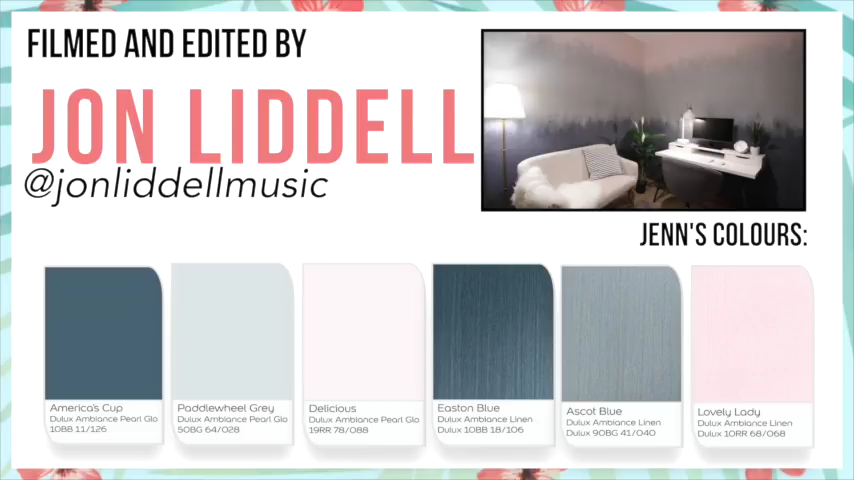 FILMED AND EDITED BY
JON LIDDELL
@jonliddellmusic
JENN'S COLOURS:
America's Cup
Dulux Ambiance Pearl Glo
10BB 11/126
Paddlewheel Grey
Dulux Ambiance Pearl Glo
50BG 64/028
Delicious
Dulux Ambiance Pearl Glo
19RR 78/088
Easton Blue
Dulux Ambiance Linen
Dulux 10BB 18/106
Ascot Blue
Dulux Ambiance Linen
Dulux 90BG 41/040
Lovely Lady
Dulux Ambiance Linen
Dulux 10RR 68/068